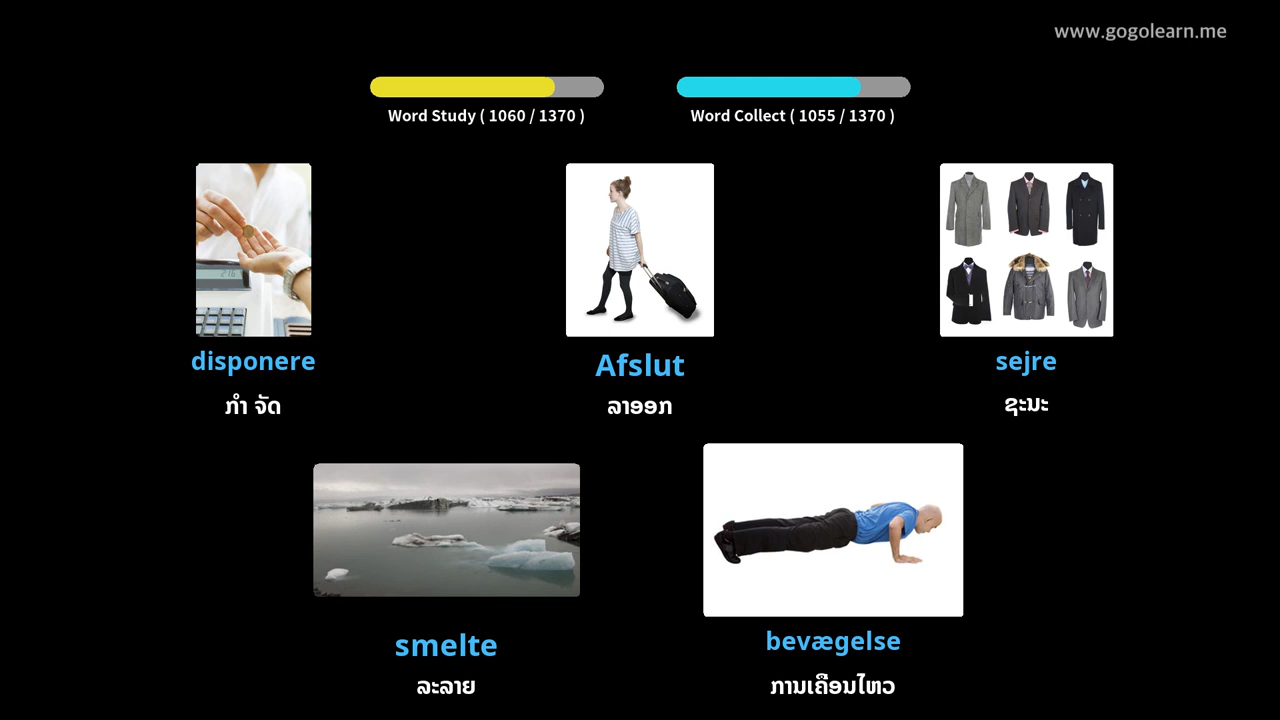 www.gogolearn.me
Word Study ( 1060 / 1370 )
Word Collect ( 1055 / 1370 )
disponere
Afslut
sejre
ກຳ ຈັດ
ລາອອກ
ຊະນະ
smelte
bevægelse
ລະລາຍ
ການເຄື່ອນໄຫວ